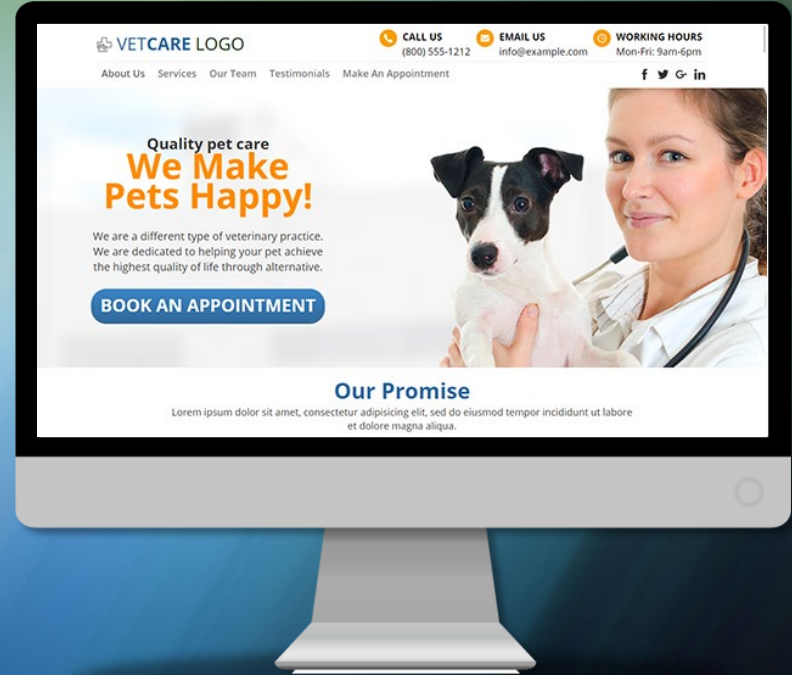 VETCARE LOGO
CALL US
(800) 555-1212
EMAIL US
info@example.com
WORKING HOURS
Mon-Fri: 9am-6pm
About Us Services Our Team Testimonials Make An Appointment
f G+ in
Quality pet care
We Make
Pets Happy!
We are a different type of veterinary practice.
We are dedicated to helping your pet achieve
the highest quality of life through alternative.
BOOK AN APPOINTMENT
Our Promise
Lorem ipsum dolor sit amet, consectetur adipisicing elit, sed do eiusmod tempor incididunt ut labore
et dolore magna aliqua.